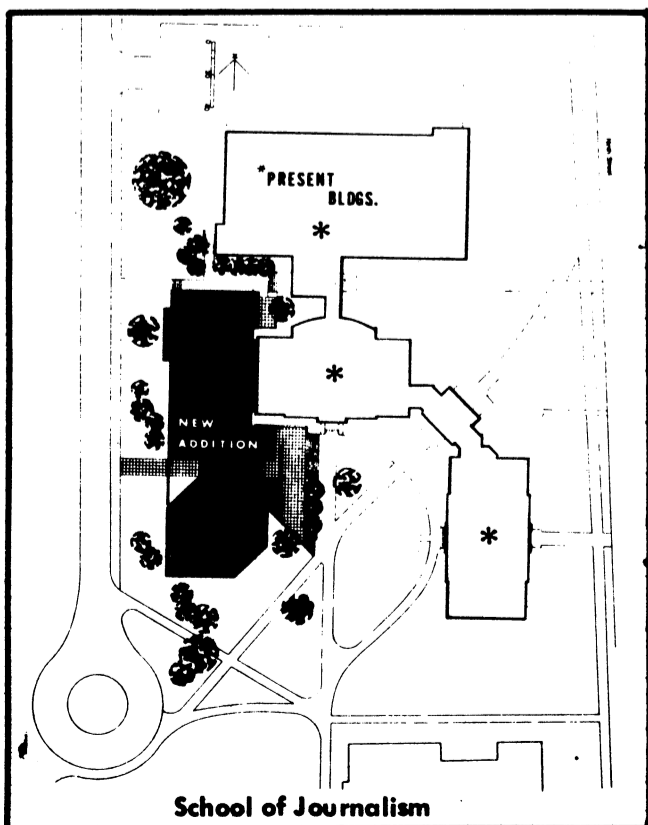 *PRESENT
BLDGS.
*
*
NEW
ADDITION
*
School of Journalism